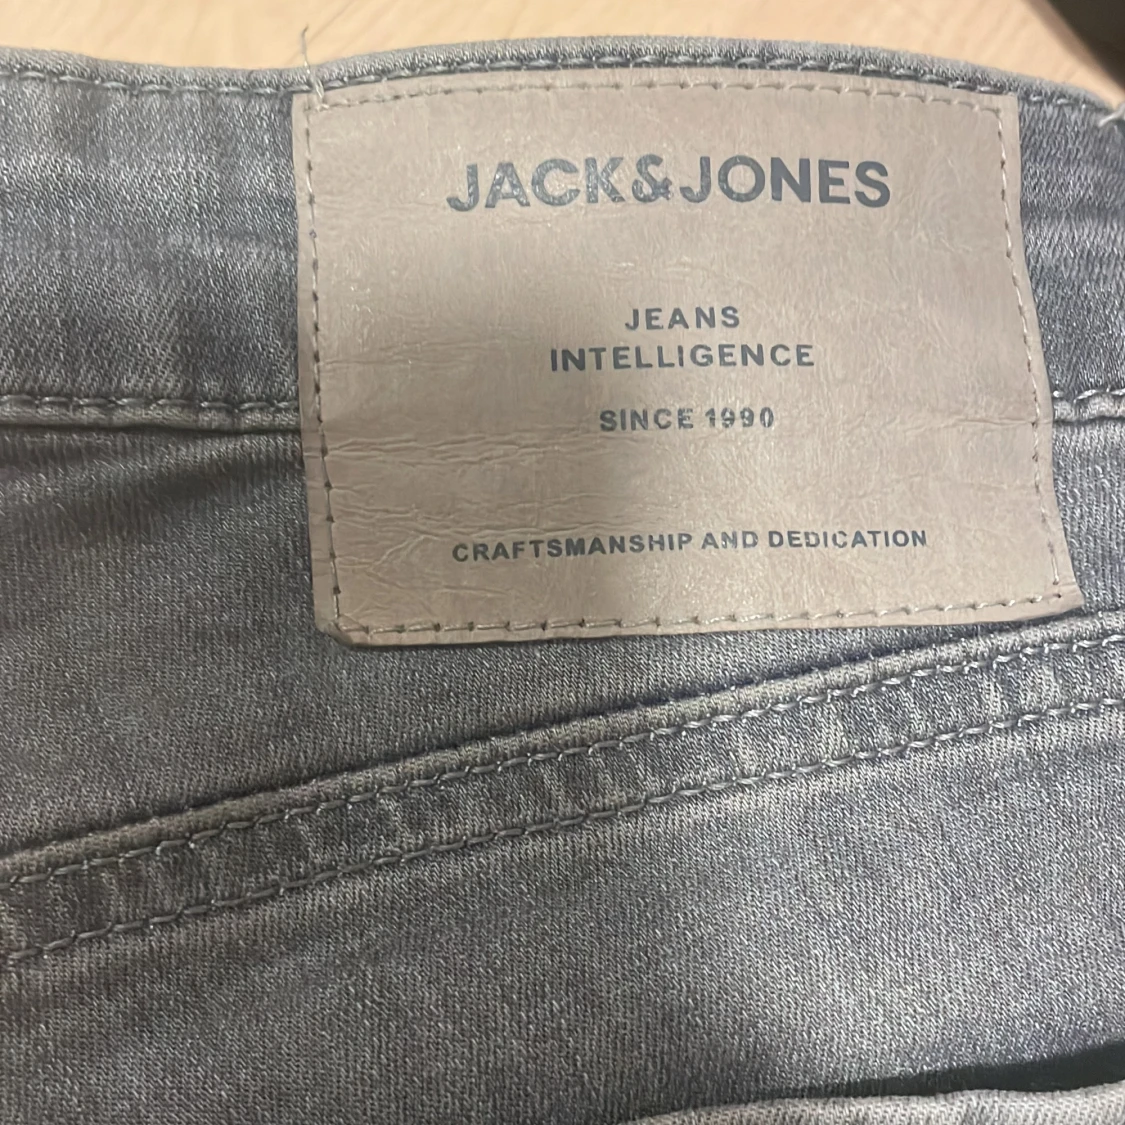 JACK&JONES
JEANS
INTELLIGENCE
SINCE 1990
CRAFTSMANSHIP AND DEDICATION